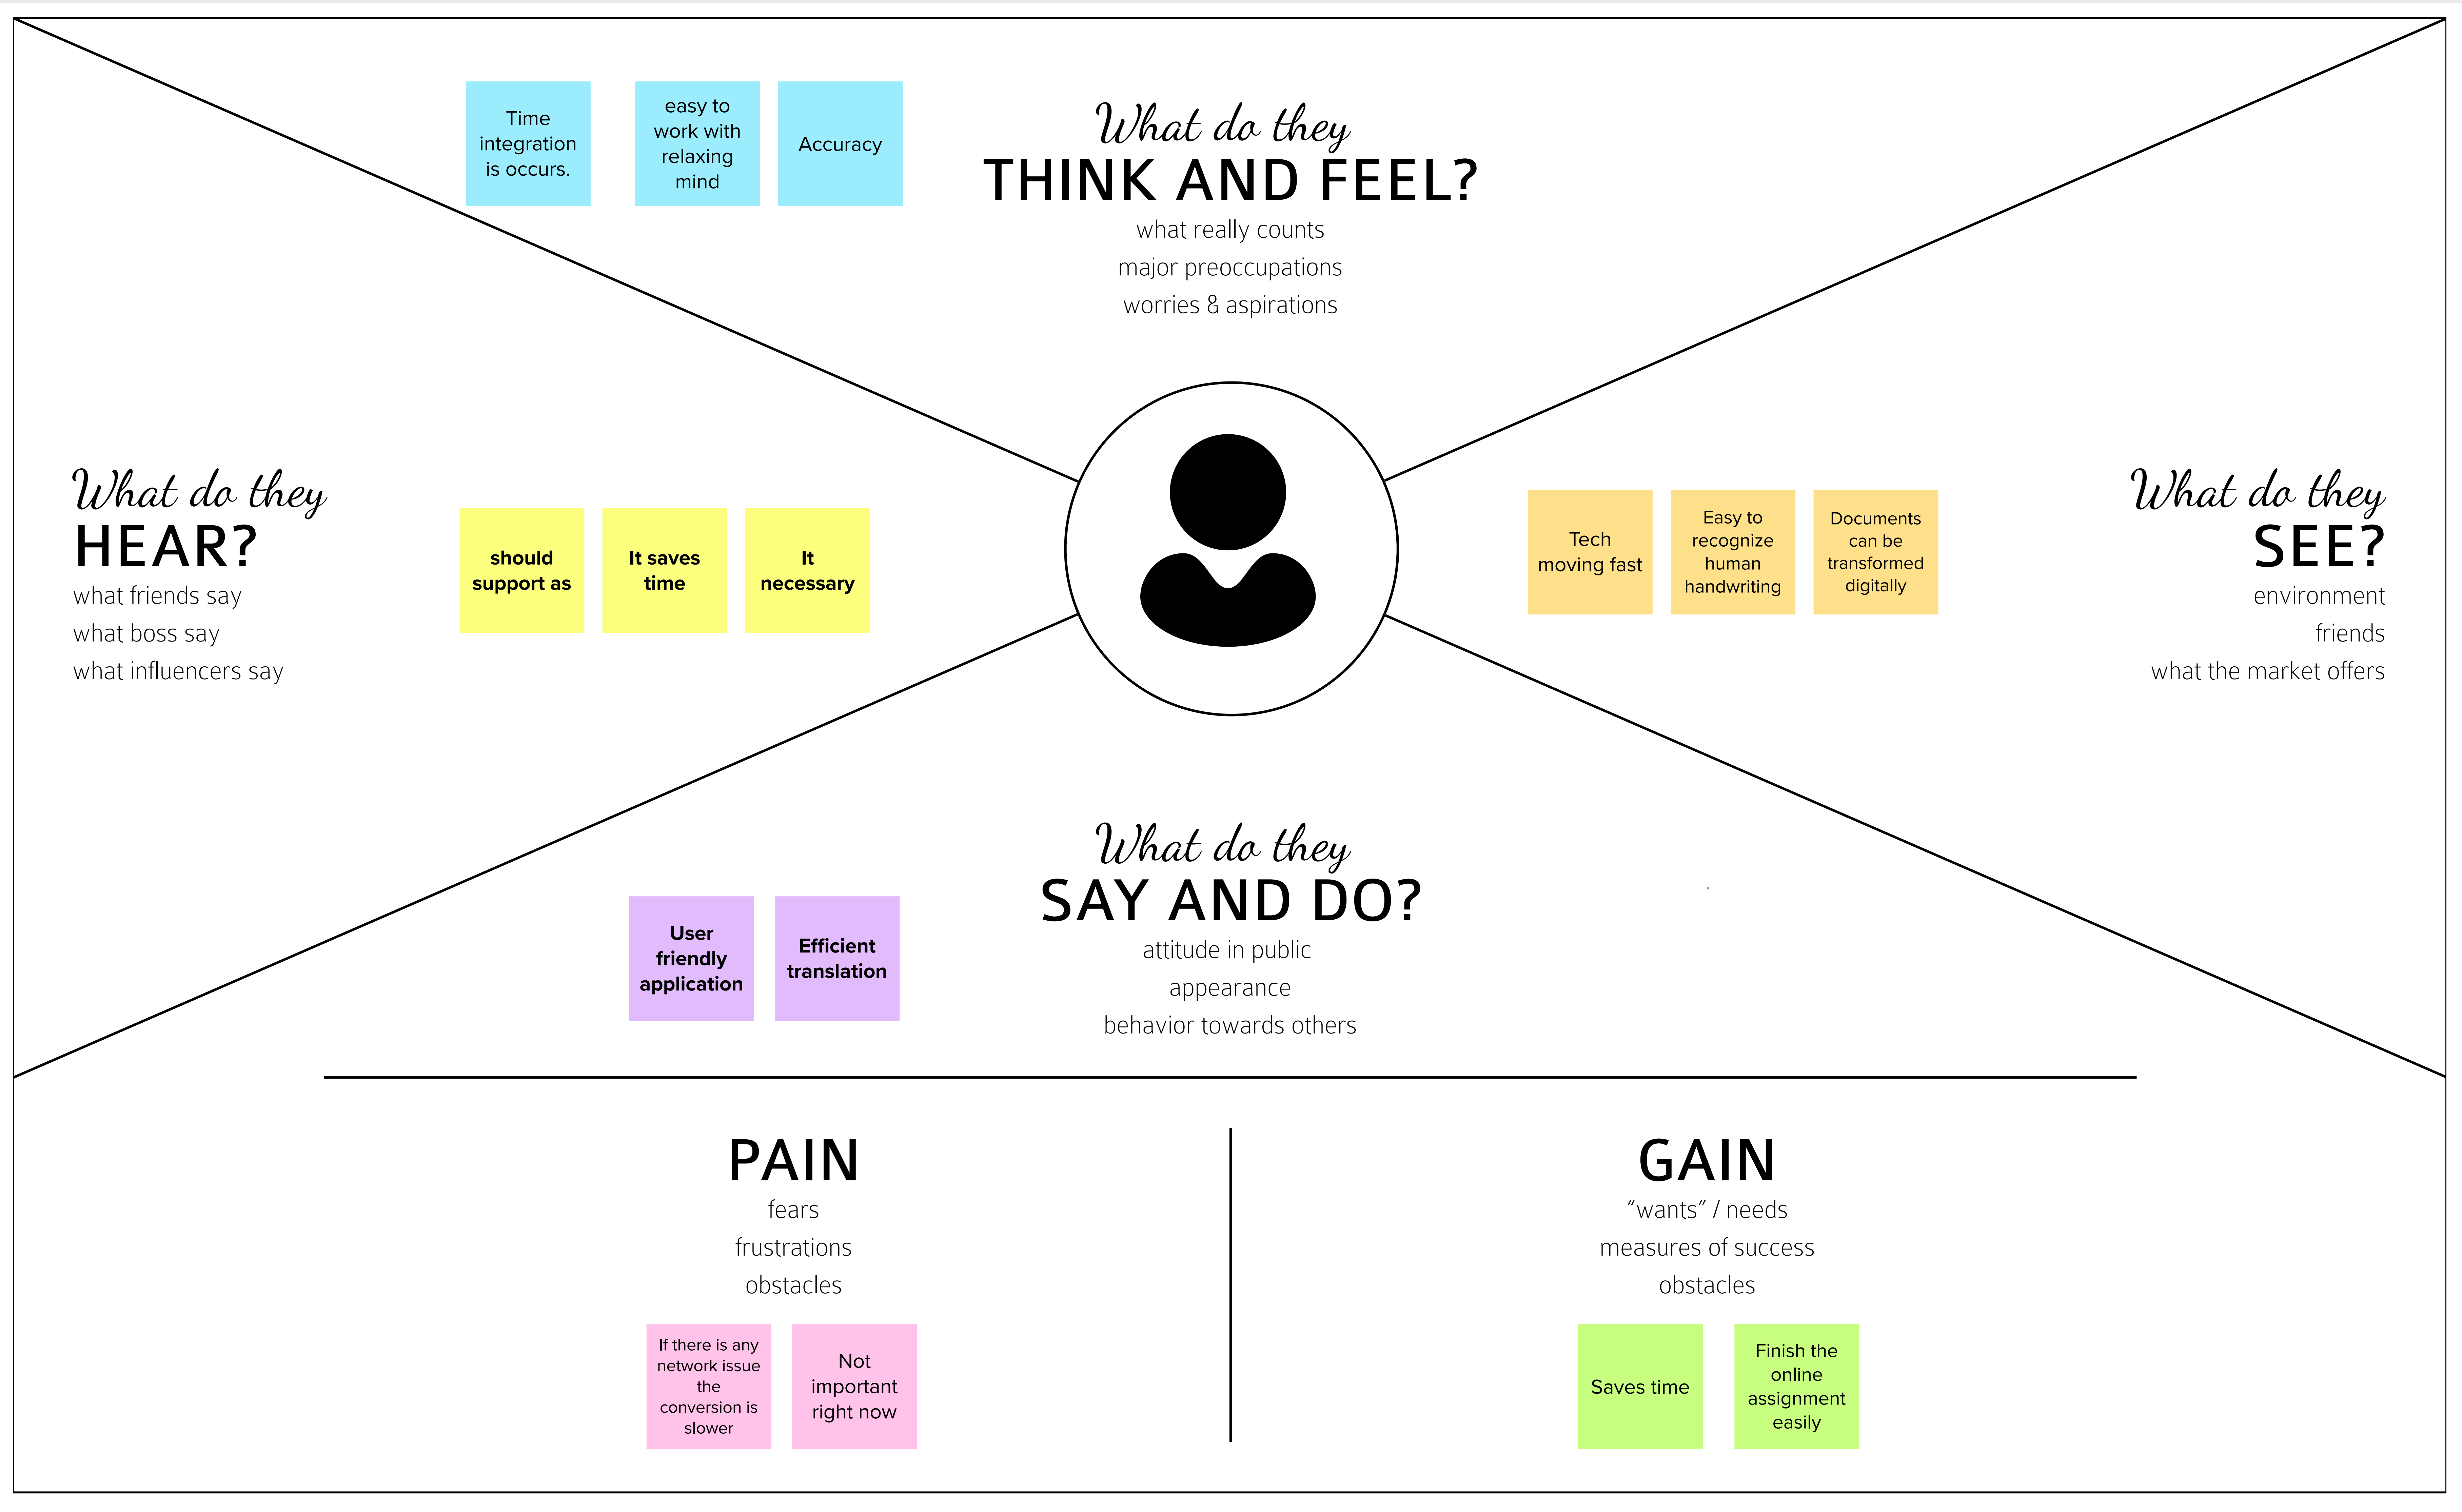 Time
integration
is occurs.
easy to
work with
relaxing
mind
Accuracy
What do they
THINK AND FEEL?
what really counts
major preoccupations
worries & aspirations
What do they
HEAR?
what friends say
what boss say
what influencers say
should
support as
It saves
time
It
necessary
Tech
moving fast
Easy to
recognize
human
handwriting
Documents
can be
transformed
digitally
What do they
SEE?
environment
friends
what the market offers
What do they
SAY AND DO?
attitude in public
appearance
behavior towards others
User
friendly
application
Efficient
translation
PAIN
fears
frustrations
obstacles
If there is any
network issue
the
conversion is
slower
Not
important
right now
GAIN
“wants” / needs
measures of success
obstacles
Saves time
Finish the
online
assignment
easily